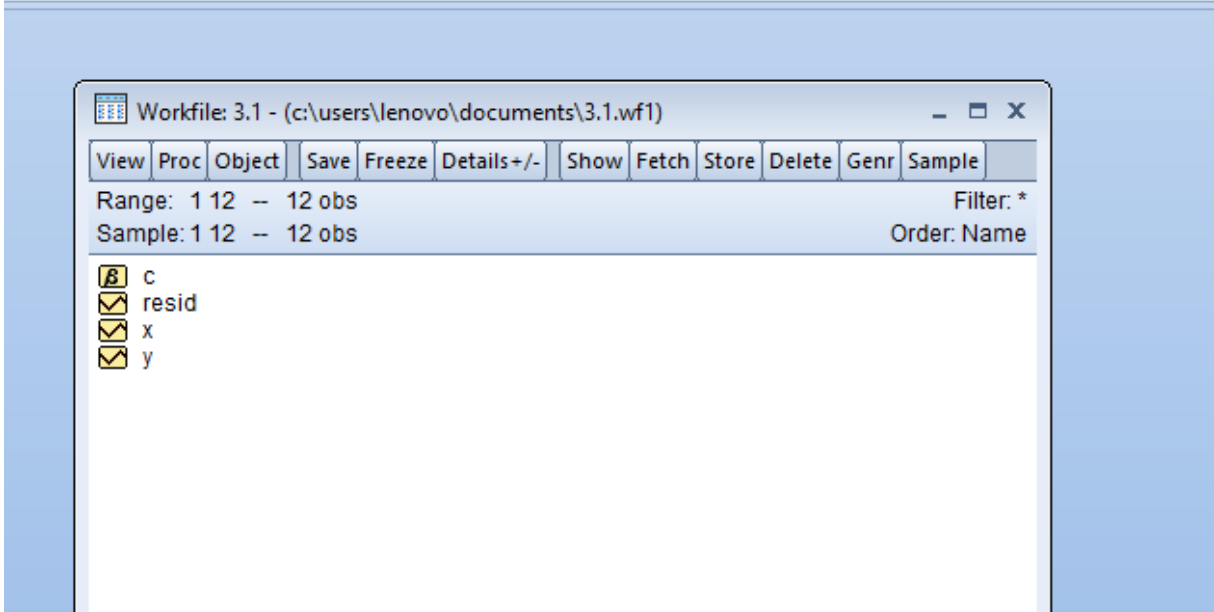 Workfile: 3.1 - (c:\users\lenovo\documents\3.1.wf1)
View Proc Object Save Freeze Details+/- Show Fetch Store Delete Genr Sample
Range: 1 12 -- 12 obs Filter: *
Sample: 1 12 -- 12 obs Order: Name
β c
resid
x
y